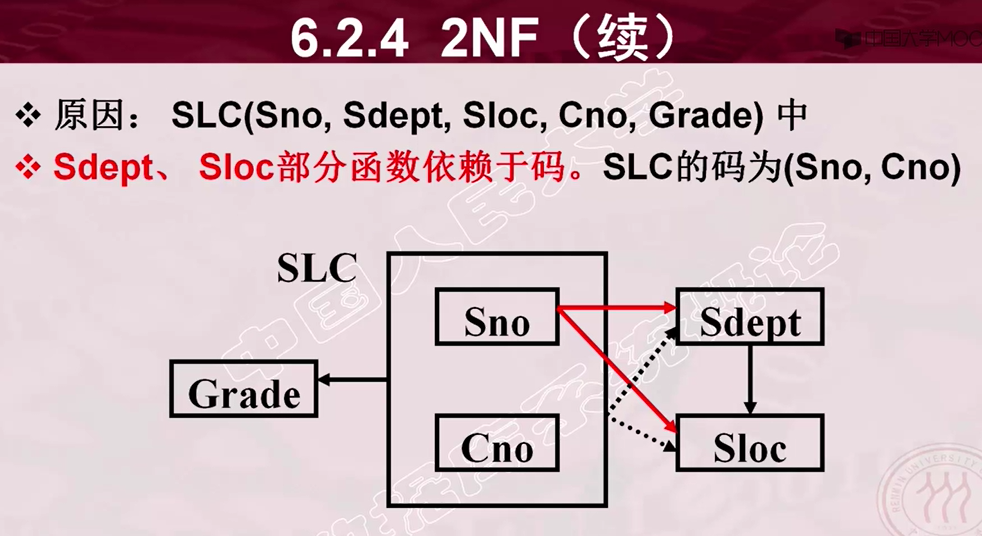 6.2.4 2NF（续）
中国大学MOOC
❖ 原因： SLC(Sno, Sdept, Sloc, Cno, Grade) 中
❖ Sdept、 Sloc部分函数依赖于码。SLC的码为(Sno, Cno)
SLC
Sno
Sdept
Grade
Cno
Sloc